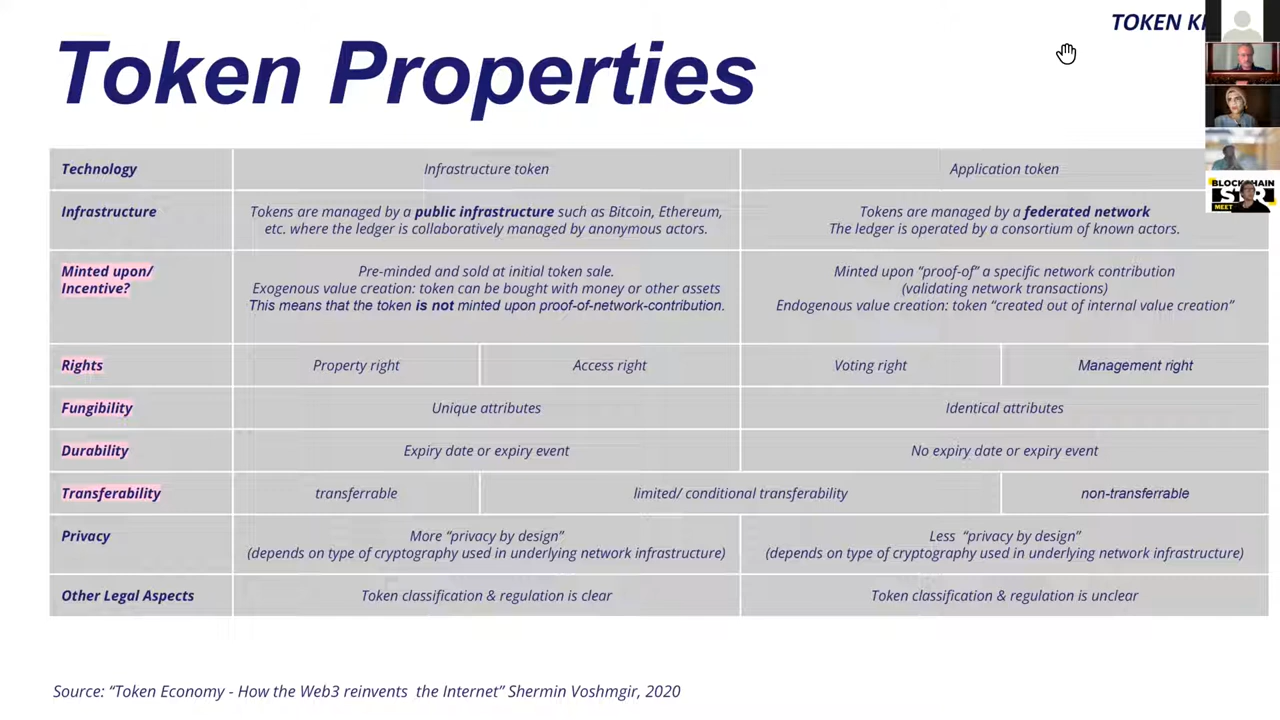 TOKEN
Token Properties
Technology
Infrastructure token
Application token
Infrastructure
Tokens are managed by a public infrastructure such as Bitcoin, Ethereum,
etc. where the ledger is collaboratively managed by anonymous actors.
Tokens are managed by a federated network
The ledger is operated by a consortium of known actors.
Minted upon/
Incentive?
Pre-minded and sold at initial token sale.
Exogenous value creation: token can be bought with money or other assets
This means that the token is not minted upon proof-of-network-contribution.
Minted upon “proof-of” a specific network contribution
(validating network transactions)
Endogenous value creation: token “created out of internal value creation”
Rights
Property right
Access right
Voting right
Management right
Fungibility
Unique attributes
Identical attributes
Durability
Expiry date or expiry event
No expiry date or expiry event
Transferability
transferrable
limited/ conditional transferability
non-transferrable
Privacy
More “privacy by design”
(depends on type of cryptography used in underlying network infrastructure)
Less “privacy by design”
(depends on type of cryptography used in underlying network infrastructure)
Other Legal Aspects
Token classification & regulation is clear
Token classification & regulation is unclear
Source: “Token Economy - How the Web3 reinvents the Internet” Shermin Voshmgir, 2020
MEET